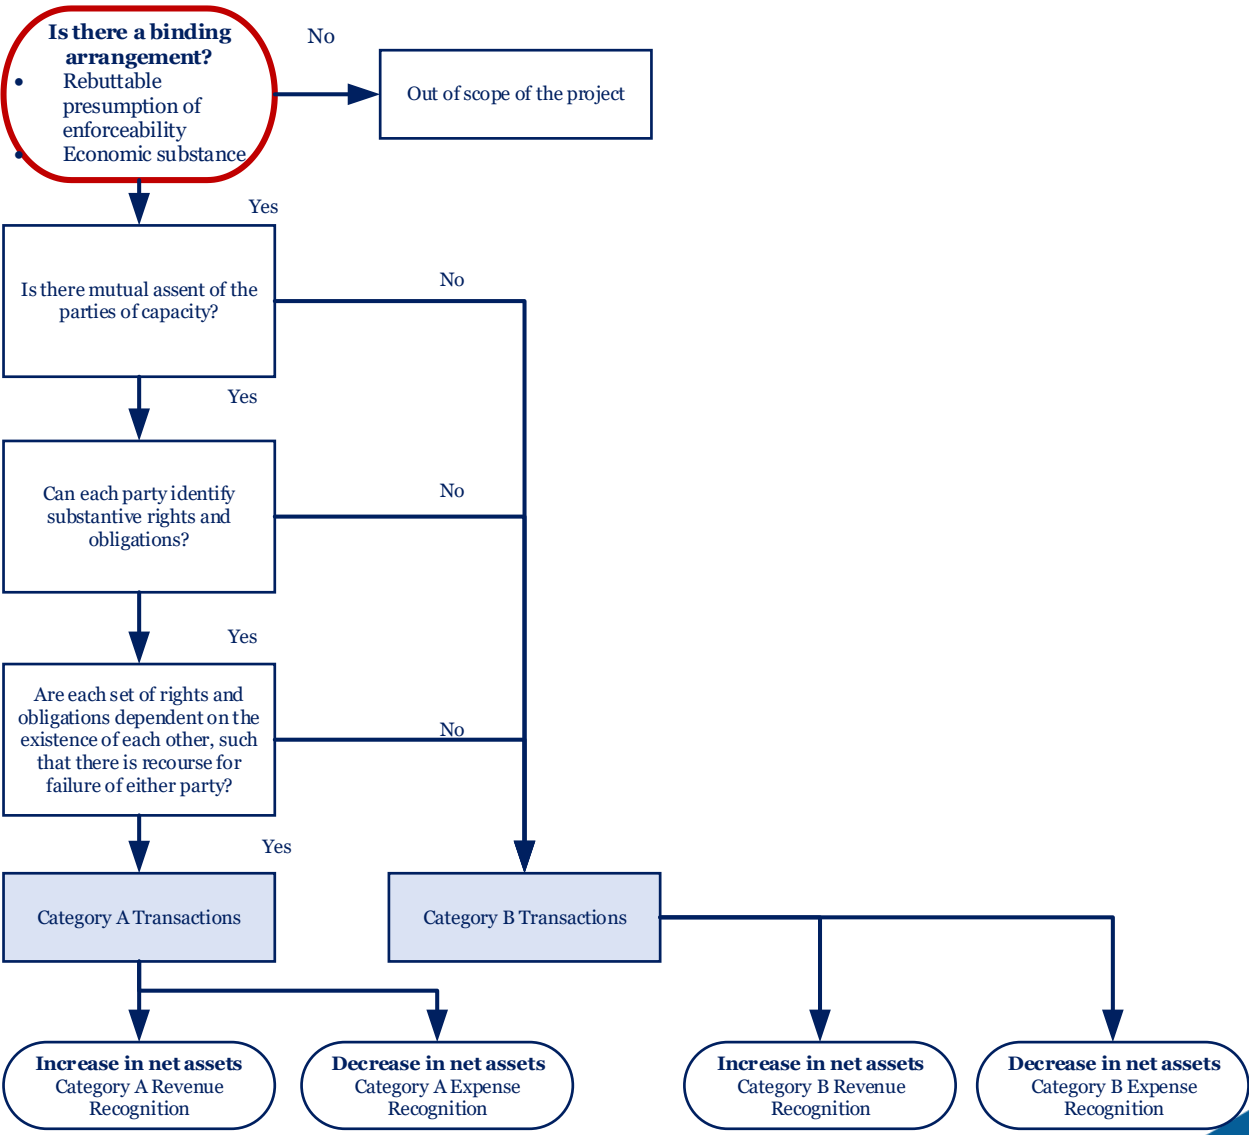 Is there a binding
arrangement?
• Rebuttable
presumption of
enforceability
• Economic substance
No
Out of scope of the project
Yes
Is there mutual assent of the
parties of capacity?
No
Yes
Can each party identify
substantive rights and
obligations?
No
Yes
Are each set of rights and
obligations dependent on the
existence of each other, such
that there is recourse for
failure of either party?
No
Yes
Category A Transactions
Category B Transactions
Increase in net assets
Category A Revenue
Recognition
Decrease in net assets
Category A Expense
Recognition
Increase in net assets
Category B Revenue
Recognition
Decrease in net assets
Category B Expense
Recognition